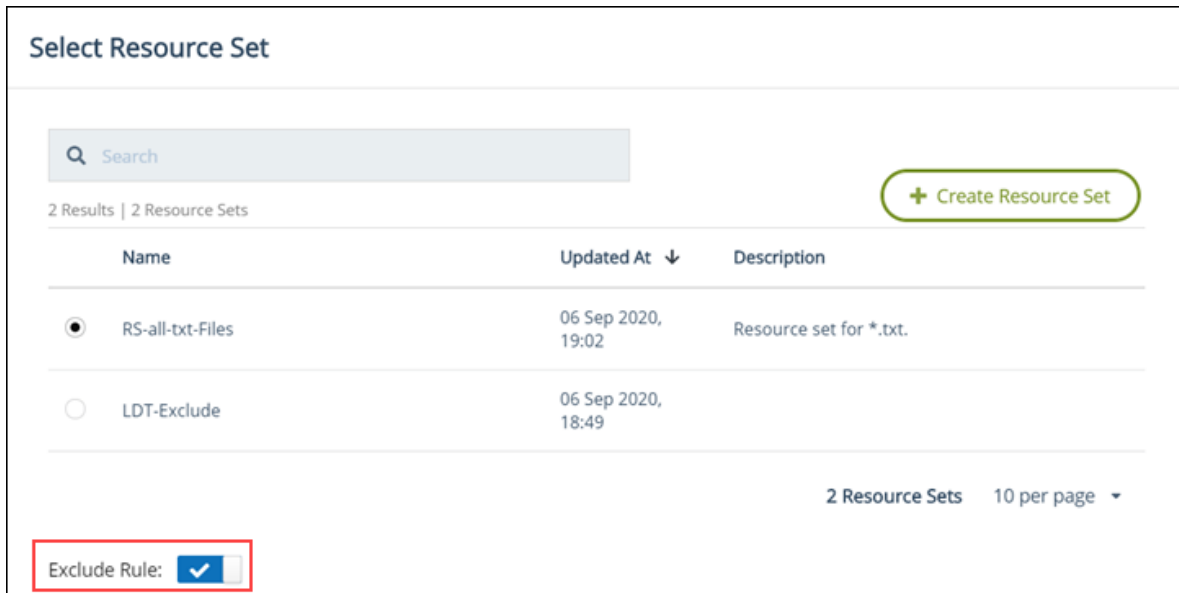 Select Resource Set
Search
+ Create Resource Set
2 Results | 2 Resource Sets
Name Updated At ↓ Description
RS-all-txt-Files 06 Sep 2020, 19:02 Resource set for *.txt.
LDT-Exclude 06 Sep 2020, 18:49
2 Resource Sets 10 per page
Exclude Rule: